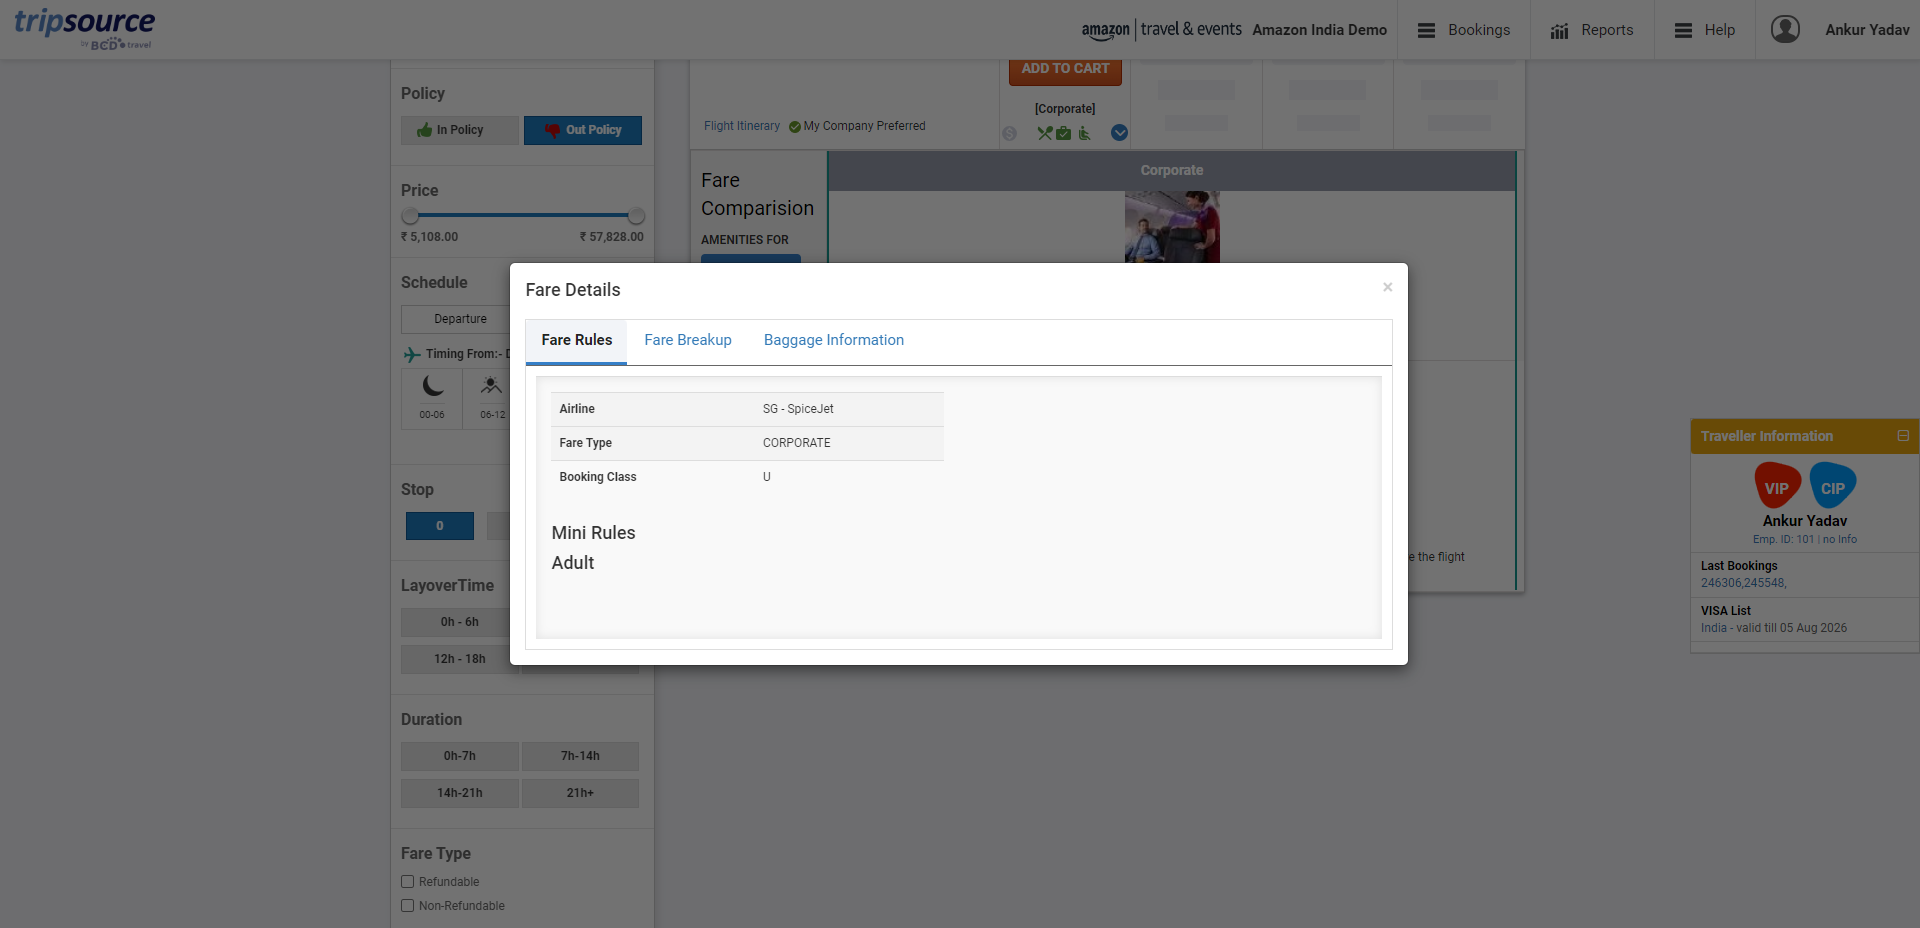 tripsource
by BCD travel
amazon travel & events
Amazon India Demo
Bookings
Reports
Help
Ankur Yadav
Policy
In Policy
Out Policy
Price
₹ 5,108.00
₹ 57,828.00
Schedule
Departure
Timing From:- D
00-06
06-12
Stop
0
LayoverTime
0h - 6h
12h - 18h
Duration
0h-7h
7h-14h
14h-21h
21h+
Fare Type
Refundable
Non-Refundable
ADD TO CART
[Corporate]
Flight Itinerary
My Company Preferred
Fare
Comparision
AMENITIES FOR
Corporate
e the flight
Fare Details
×
Fare Rules
Fare Breakup
Baggage Information
Airline SG - SpiceJet
Fare Type CORPORATE
Booking Class U
Mini Rules
Adult
Traveller Information
VIP
CIP
Ankur Yadav
Emp. ID: 101 | no Info
Last Bookings
246306,245548,
VISA List
India - valid till 05 Aug 2026